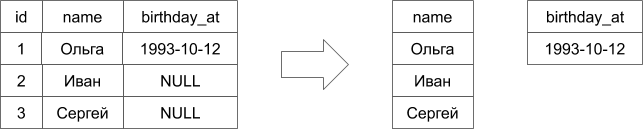 id name birthday_at name birthday_at
1 Ольга 1993-10-12 Ольга 1993-10-12
2 Иван NULL Иван
3 Сергей NULL Сергей